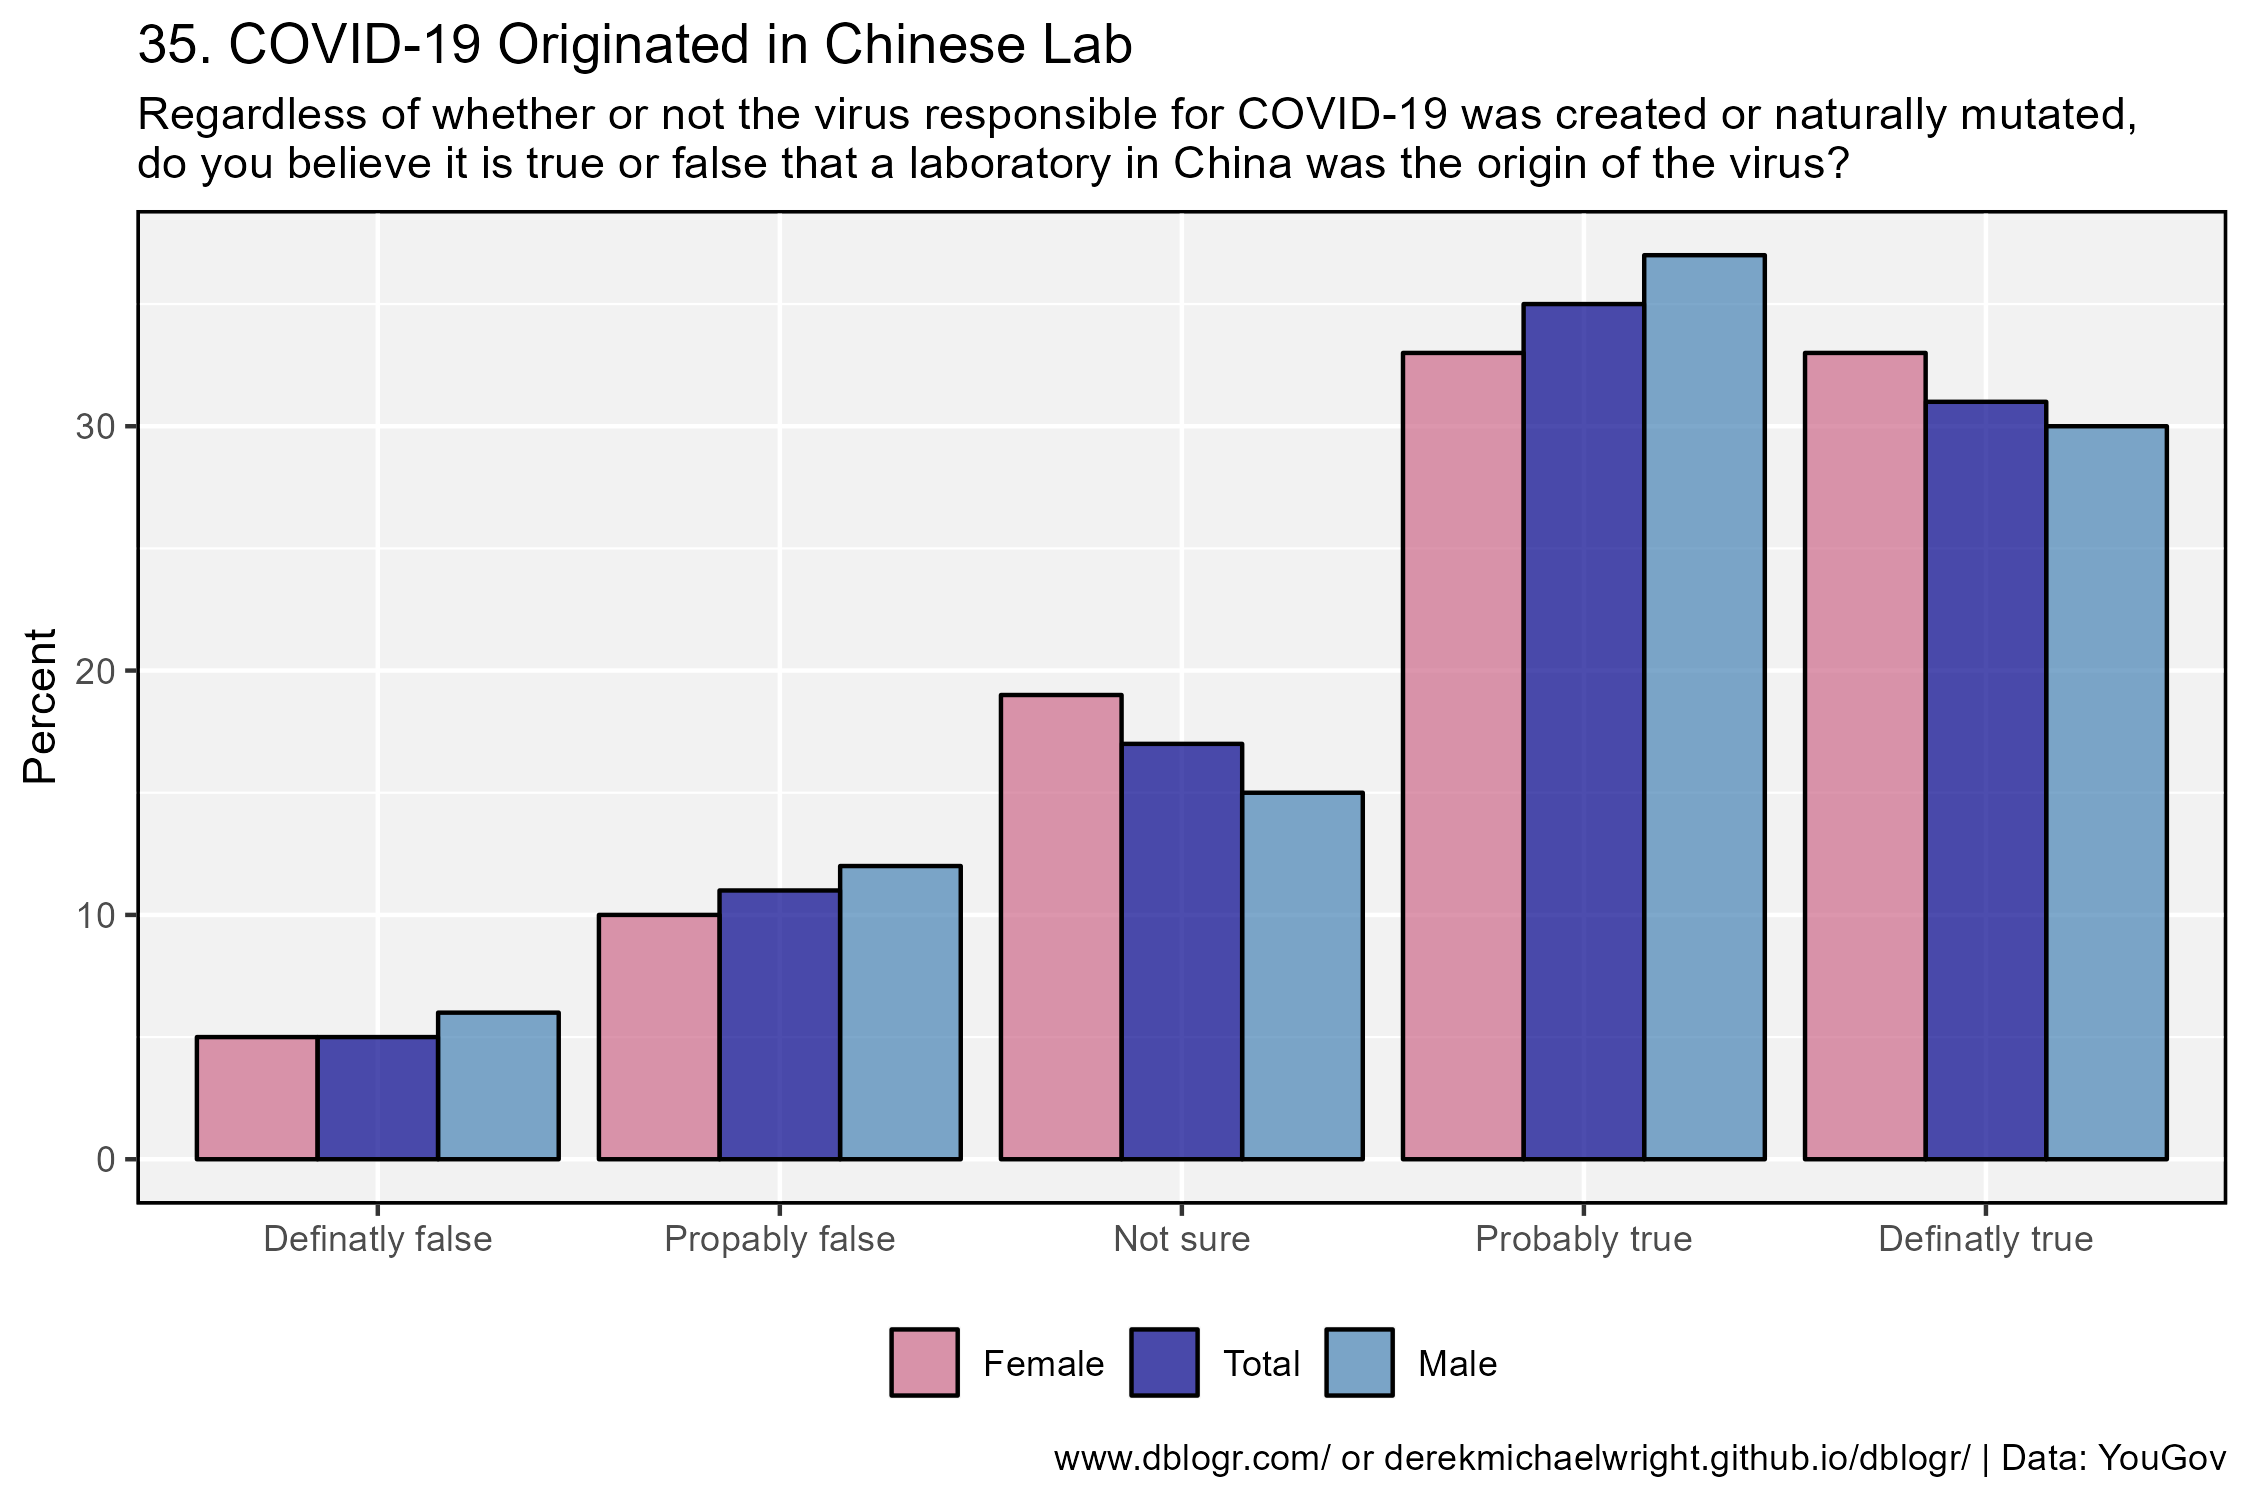 35. COVID-19 Originated in Chinese Lab
Regardless of whether or not the virus responsible for COVID-19 was created or naturally mutated,
do you believe it is true or false that a laboratory in China was the origin of the virus?
Percent
30
20
10
0
Definatly false
Propably false
Not sure
Probably true
Definatly true
Female
Total
Male
www.dblogr.com/ or derekmichaelwright.github.io/dblogr/ | Data: YouGov